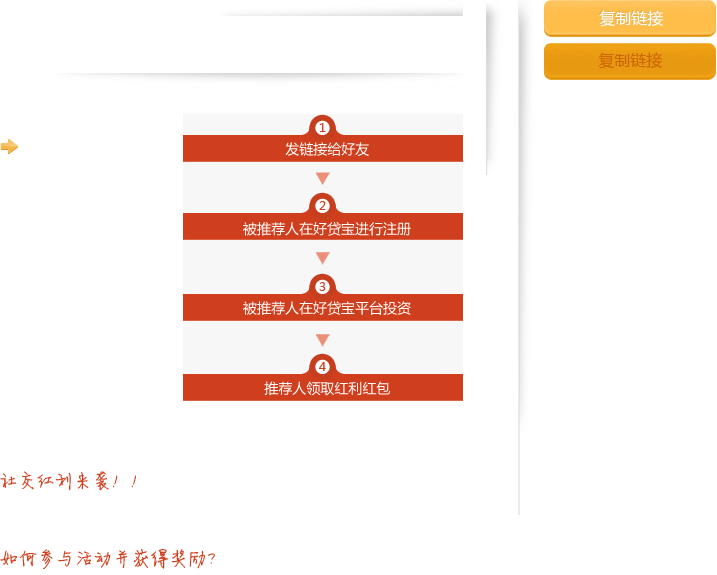 复制链接
复制链接
1
发链接给好友
2
被推荐人在好贷宝进行注册
3
被推荐人在好贷宝平台投资
4
推荐人领取红利红包
社交红利来袭！！
如何参与活动并获得奖励?